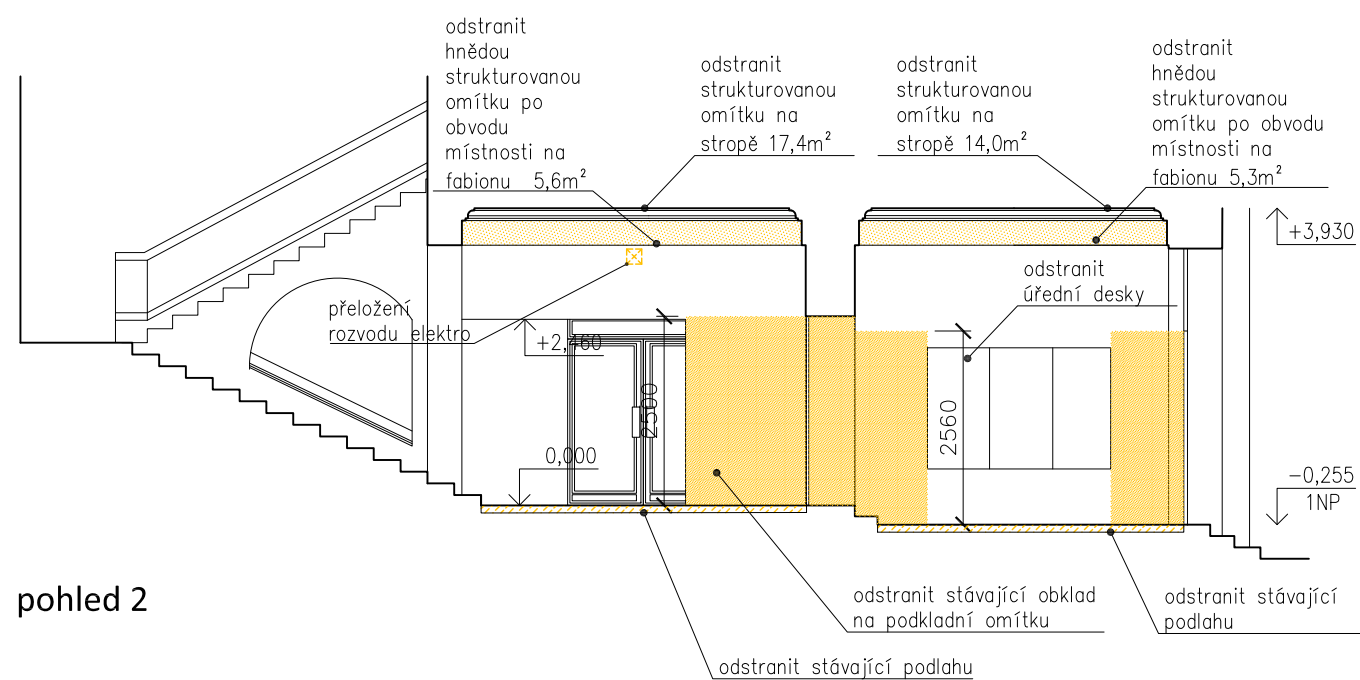 odstranit
hnědou
strukturovanou
omítku po
obvodu
místnosti na
fabionu 5,6m²
odstranit
strukturovanou
omítku na
stropě 17,4m²
odstranit
strukturovanou
omítku na
stropě 14,0m²
odstranit
hnědou
strukturovanou
omítku po obvodu
místnosti na
fabionu 5,3m²
+3,930
odstranit
úřední desky
přeložení
rozvodu elektro
+2,460
2500
2560
0,000
-0,255
1NP
pohled 2
odstranit stávající obklad
na podkladní omítku
odstranit stávající
podlahu
odstranit stávající podlahu